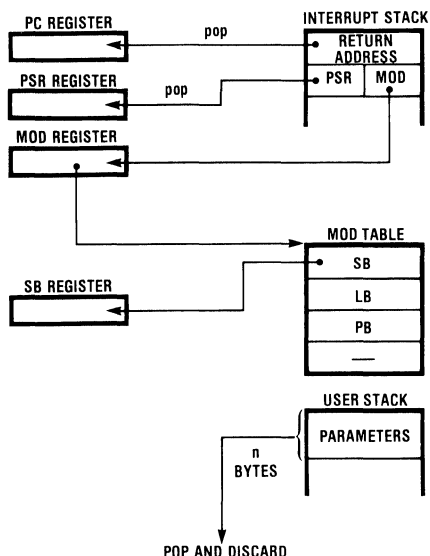 PC REGISTER
pop
INTERRUPT STACK
RETURN
ADDRESS
PSR REGISTER
pop
PSR
MOD
MOD REGISTER
MOD TABLE
SB
SB REGISTER
LB
PB
USER STACK
PARAMETERS
n
BYTES
POP AND DISCARD